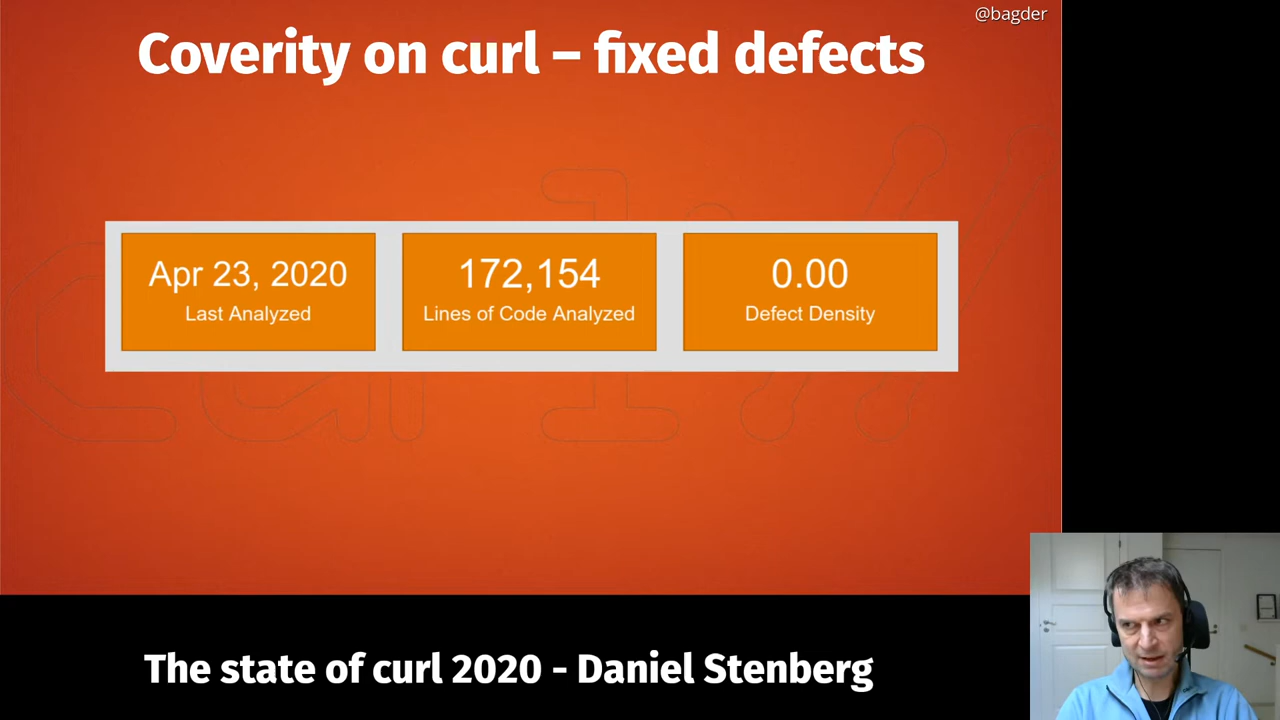 @bagder
Coverity on curl – fixed defects
Apr 23, 2020
Last Analyzed
172,154
Lines of Code Analyzed
0.00
Defect Density
curl://
The state of curl 2020 - Daniel Stenberg